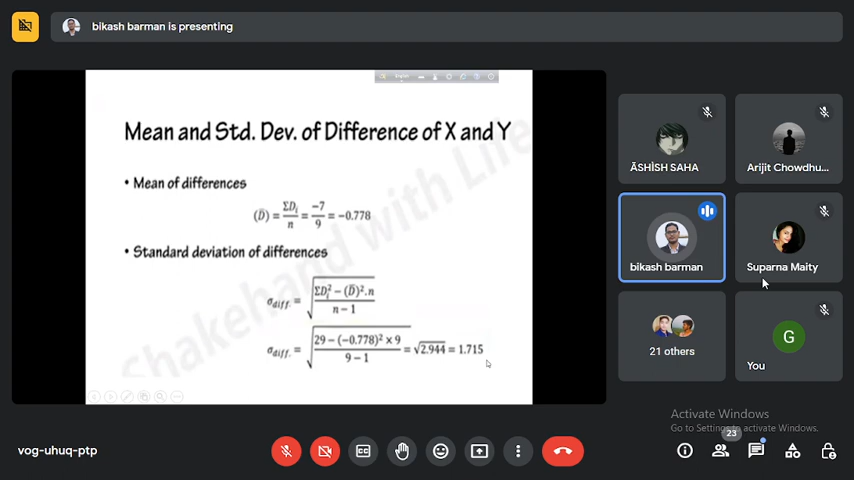 bikash barman is presenting
English
Mean and Std. Dev. of Difference of X and Y
• Mean of differences
(D̄) = ΣDᵢ/n = −7/9 = −0.778
• Standard deviation of differences
σdiff. = √((ΣDᵢ² − (D̄)².n)/(n − 1))
σdiff. = √((29 − (−0.778)² × 9)/(9 − 1)) = √2.944 = 1.715
Shakehand with Life
ĀSHİSH SAHA
Arijit Chowdhu...
bikash barman
Suparna Maity
21 others
G
You
Activate Windows
Go to Settings to activate Windows.
23
vog-uhuq-ptp